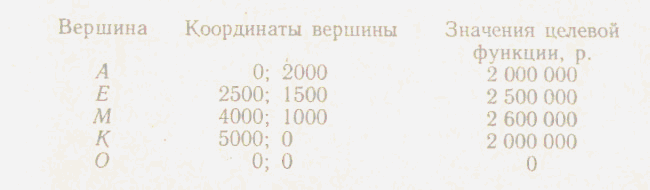 Вершина Координаты вершины Значения целевой
функции, р.
A 0; 2000 2 000 000
E 2500; 1500 2 500 000
M 4000; 1000 2 600 000
K 5000; 0 2 000 000
O 0; 0 0